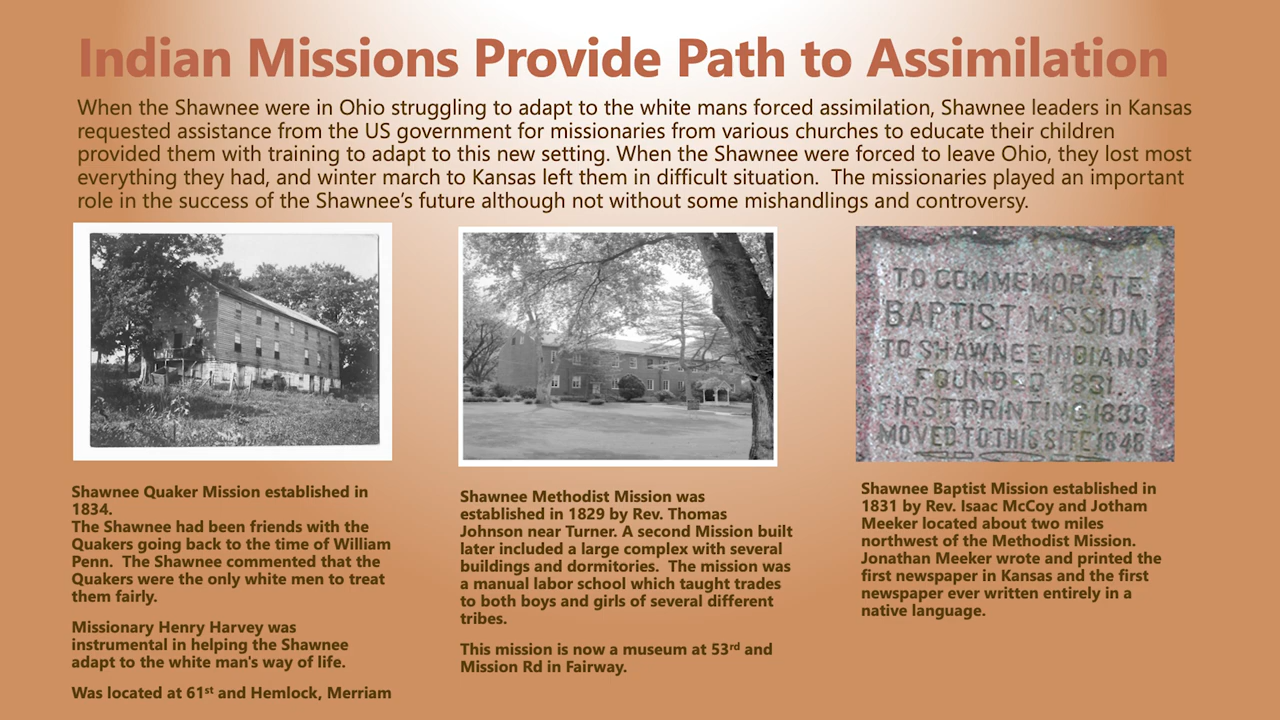 Indian Missions Provide Path to Assimilation
When the Shawnee were in Ohio struggling to adapt to the white mans forced assimilation, Shawnee leaders in Kansas
requested assistance from the US government for missionaries from various churches to educate their children
provided them with training to adapt to this new setting. When the Shawnee were forced to leave Ohio, they lost most
everything they had, and winter march to Kansas left them in difficult situation.  The missionaries played an important
role in the success of the Shawnee’s future although not without some mishandlings and controversy.
Shawnee Quaker Mission established in
1834.
The Shawnee had been friends with the
Quakers going back to the time of William
Penn.  The Shawnee commented that the
Quakers were the only white men to treat
them fairly.
Missionary Henry Harvey was
instrumental in helping the Shawnee
adapt to the white man's way of life.
Was located at 61st and Hemlock, Merriam
Shawnee Methodist Mission was
established in 1829 by Rev. Thomas
Johnson near Turner. A second Mission built
later included a large complex with several
buildings and dormitories.  The mission was
a manual labor school which taught trades
to both boys and girls of several different
tribes.
This mission is now a museum at 53rd and
Mission Rd in Fairway.
TO COMMEMORATE
BAPTIST MISSION
TO SHAWNEE INDIANS
FOUNDED 1831
FIRST PRINTING 1833
MOVED TO THIS SITE 1848
Shawnee Baptist Mission established in
1831 by Rev. Isaac McCoy and Jotham
Meeker located about two miles
northwest of the Methodist Mission.
Jonathan Meeker wrote and printed the
first newspaper in Kansas and the first
newspaper ever written entirely in a
native language.